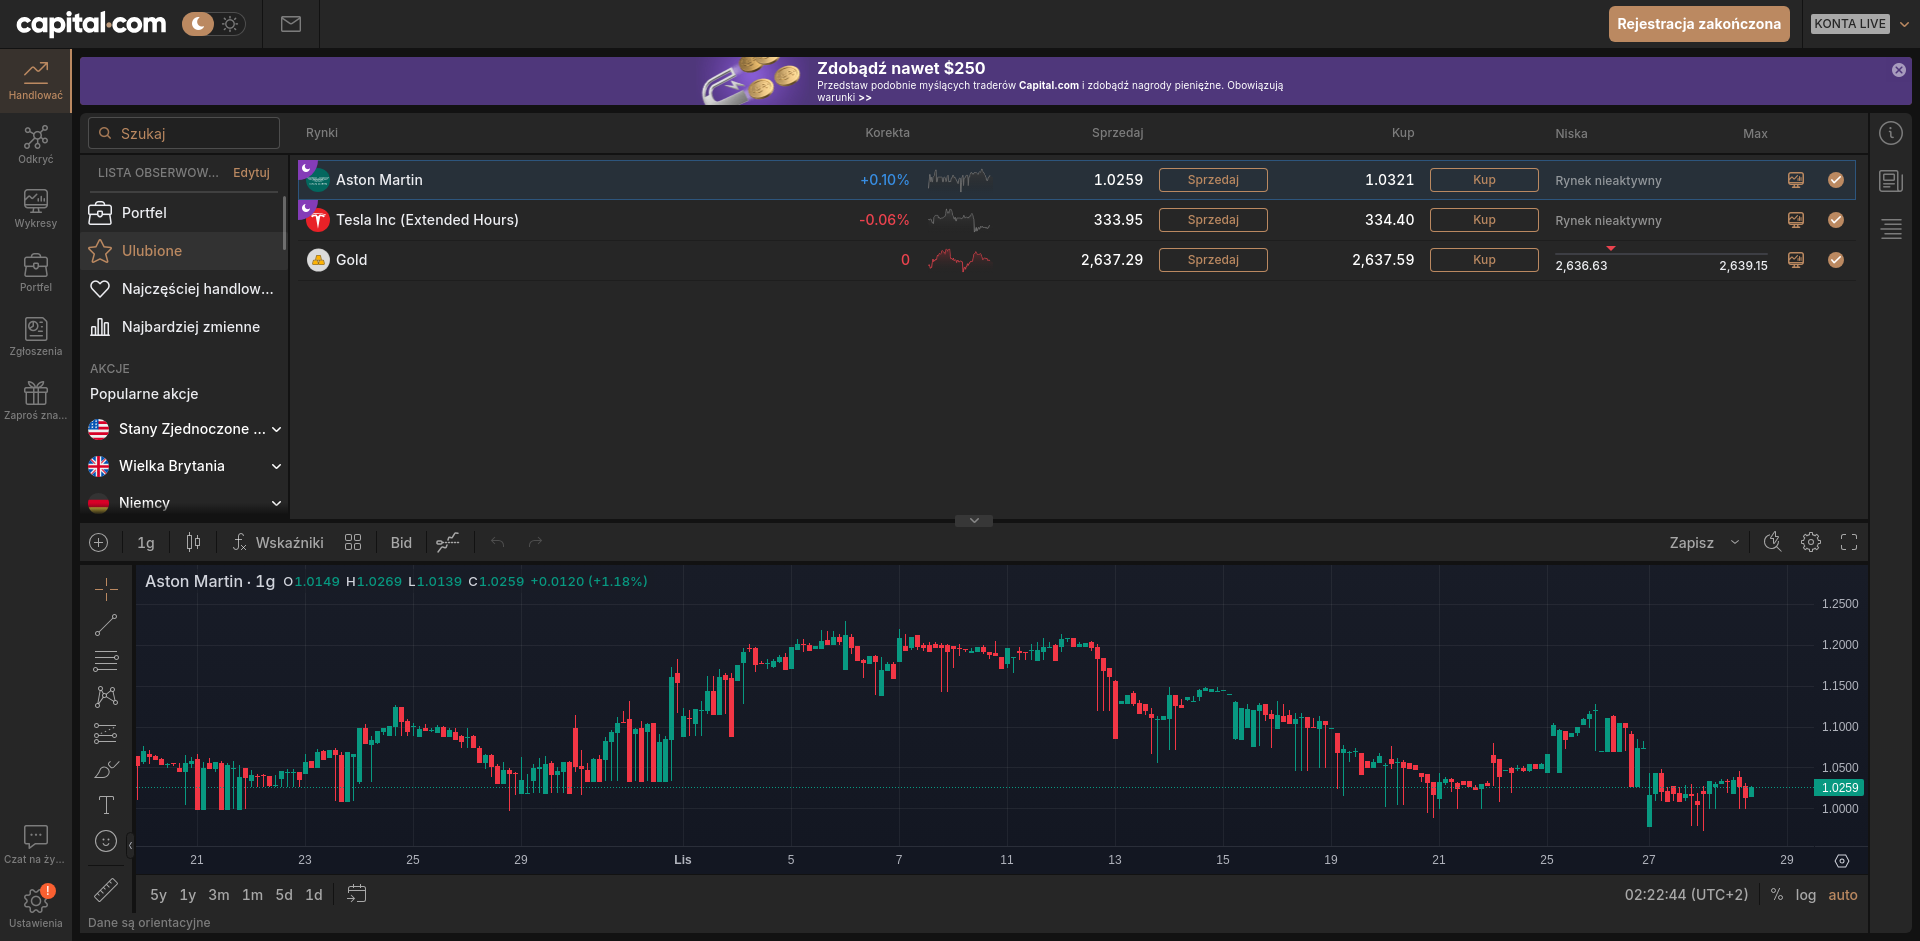 capital.com
Rejestracja zakończona
KONTA LIVE
Handlować
Odkryć
Wykresy
Portfel
Zgłoszenia
Zaproś zna...
Czat na ży...
!
Ustawienia
Zdobądź nawet $250
Przedstaw podobnie myślących traderów Capital.com i zdobądź nagrody pieniężne. Obowiązują
warunki >>
Szukaj
LISTA OBSERWOW... Edytuj
Portfel
Ulubione
Najczęściej handlow...
Najbardziej zmienne
AKCJE
Popularne akcje
Stany Zjednoczone ...
Wielka Brytania
Niemcy
Rynki Korekta Sprzedaj Kup Niska Max
Aston Martin +0.10% 1.0259 Sprzedaj 1.0321 Kup Rynek nieaktywny
Tesla Inc (Extended Hours) -0.06% 333.95 Sprzedaj 334.40 Kup Rynek nieaktywny
Gold 0 2,637.29 Sprzedaj 2,637.59 Kup 2,636.63 2,639.15
1g Wskaźniki Bid Zapisz
Aston Martin · 1g O1.0149 H1.0269 L1.0139 C1.0259 +0.0120 (+1.18%)
1.2500
1.2000
1.1500
1.1000
1.0500
1.0259
1.0000
21 23 25 29 Lis 5 7 11 13 15 19 21 25 27 29
5y 1y 3m 1m 5d 1d 02:22:44 (UTC+2) % log auto
Dane są orientacyjne